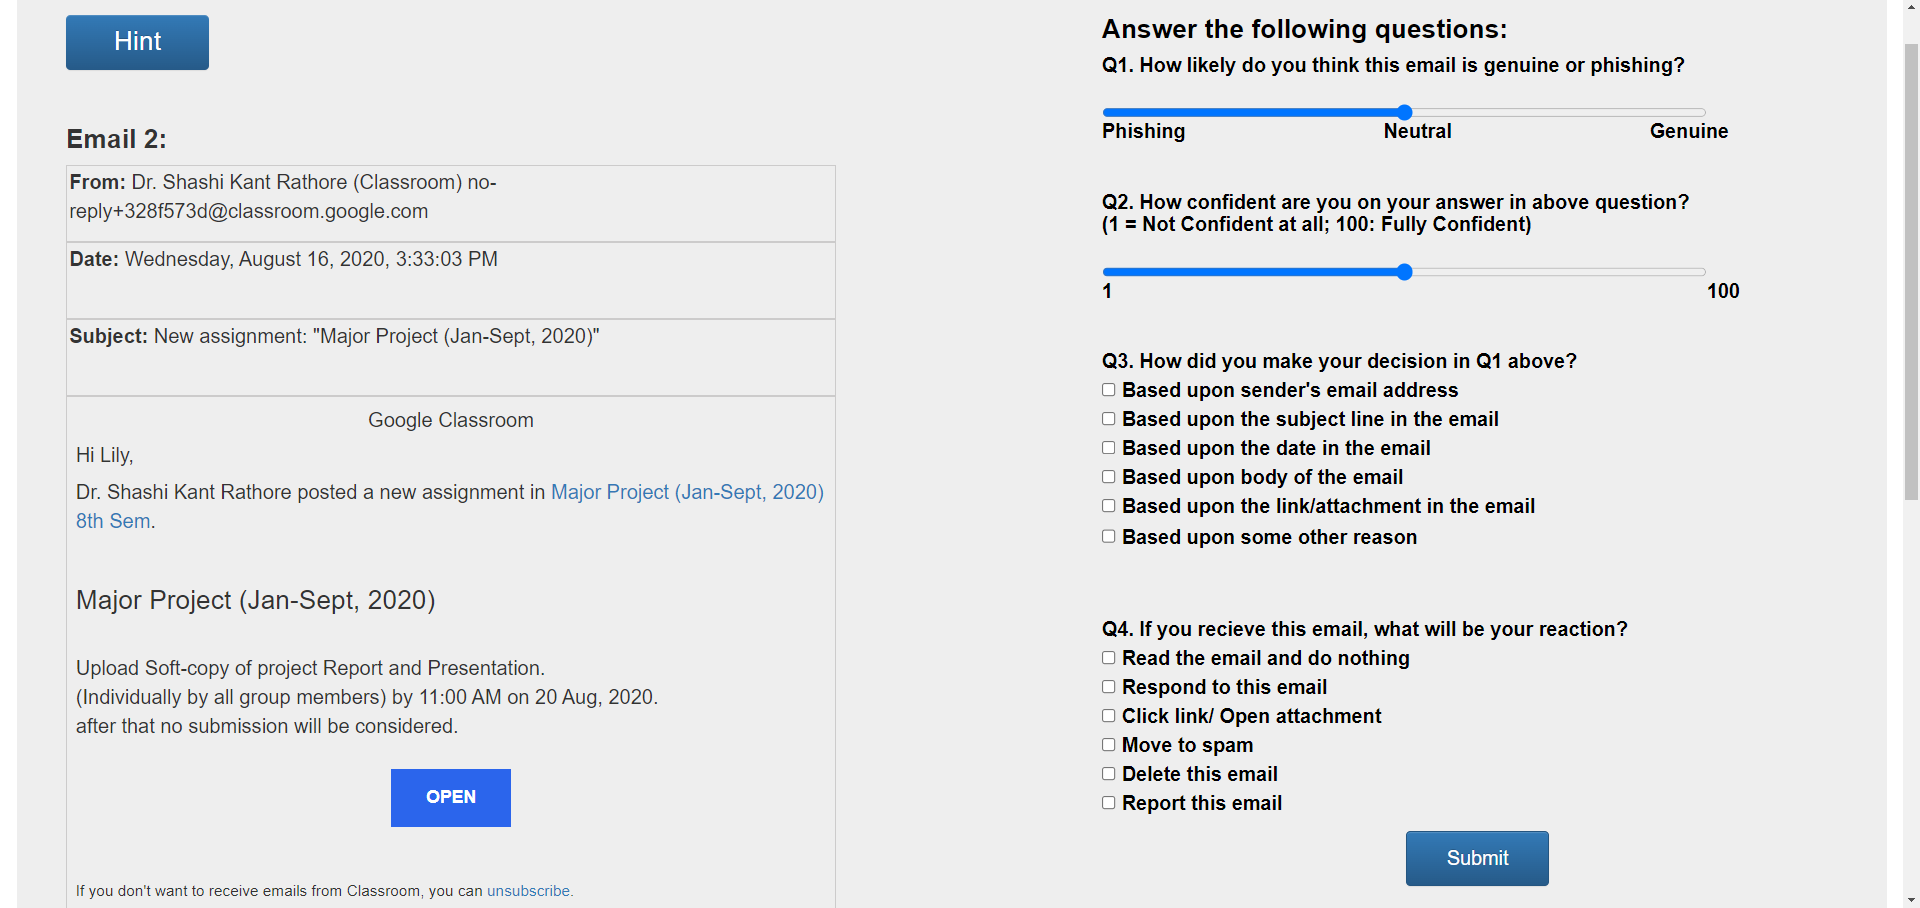 Hint
Email 2:
From: Dr. Shashi Kant Rathore (Classroom) no-
reply+328f573d@classroom.google.com
Date: Wednesday, August 16, 2020, 3:33:03 PM
Subject: New assignment: "Major Project (Jan-Sept, 2020)"
Google Classroom
Hi Lily,
Dr. Shashi Kant Rathore posted a new assignment in Major Project (Jan-Sept, 2020)
8th Sem.
Major Project (Jan-Sept, 2020)
Upload Soft-copy of project Report and Presentation.
(Individually by all group members) by 11:00 AM on 20 Aug, 2020.
after that no submission will be considered.
OPEN
If you don't want to receive emails from Classroom, you can unsubscribe.
Answer the following questions:
Q1. How likely do you think this email is genuine or phishing?
Phishing Neutral Genuine
Q2. How confident are you on your answer in above question?
(1 = Not Confident at all; 100: Fully Confident)
1 100
Q3. How did you make your decision in Q1 above?
Based upon sender's email address
Based upon the subject line in the email
Based upon the date in the email
Based upon body of the email
Based upon the link/attachment in the email
Based upon some other reason
Q4. If you recieve this email, what will be your reaction?
Read the email and do nothing
Respond to this email
Click link/ Open attachment
Move to spam
Delete this email
Report this email
Submit